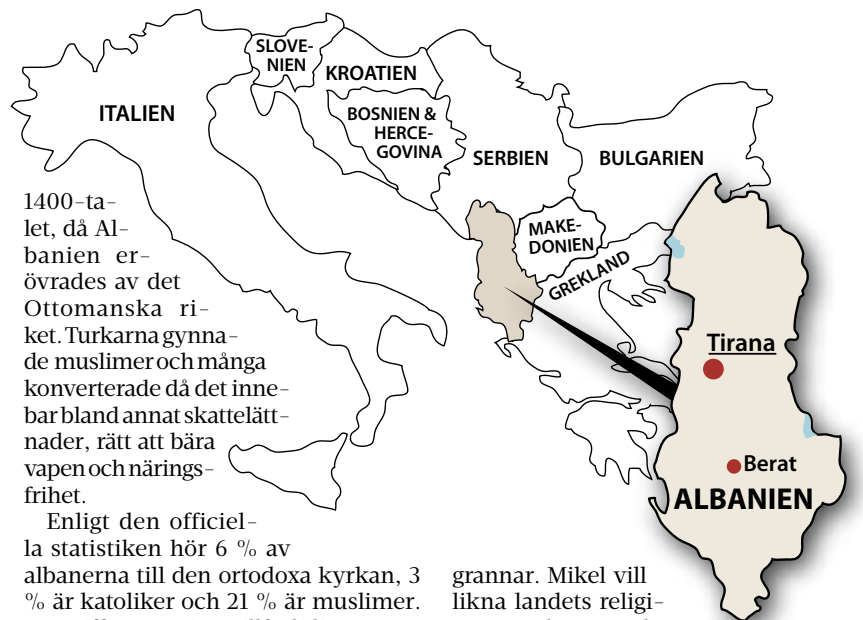 SLOVE-
NIEN
KROATIEN
ITALIEN
BOSNIEN &
HERCE-
GOVINA
SERBIEN
BULGARIEN
MAKE-
DONIEN
GREKLAND
Tirana
Berat
ALBANIEN
1400-ta-
let, då Al-
banien er-
övrades av det
Ottomanska ri-
ket. Turkarna gynna-
de muslimer och många
konverterade då det inne-
bar bland annat skattelätt-
nader, rätt att bära
vapen och närings-
frihet.
Enligt den officiel-
la statistiken hör 6 % av
albanerna till den ortodoxa kyrkan, 3
% är katoliker och 21 % är muslimer.
grannar. Mikel vill
likna landets religi-